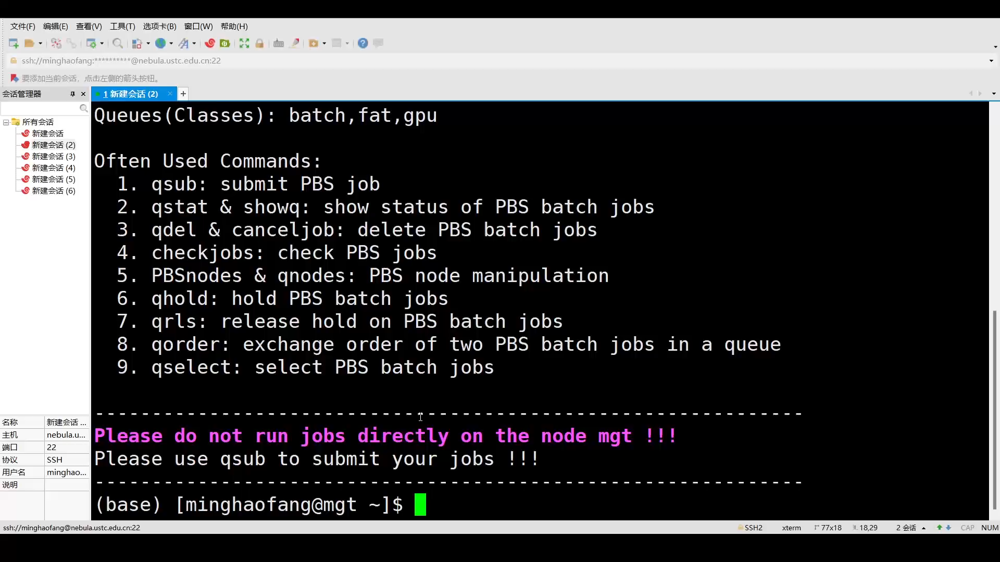 文件(F) 编辑(E) 查看(V) 工具(T) 选项卡(B) 窗口(W) 帮助(H)
ssh://minghaofang:**********@nebula.ustc.edu.cn:22
要添加当前会话，点击左侧的箭头按钮。
会话管理器
1 新建会话 (2)
所有会话
新建会话
新建会话 (2)
新建会话 (3)
新建会话 (4)
新建会话 (5)
新建会话 (6)
名称 新建会话 ...
主机 nebula.u...
端口 22
协议 SSH
用户名 minghao...
说明
Queues(Classes): batch,fat,gpu
Often Used Commands:
1. qsub: submit PBS job
2. qstat & showq: show status of PBS batch jobs
3. qdel & canceljob: delete PBS batch jobs
4. checkjobs: check PBS jobs
5. PBSnodes & qnodes: PBS node manipulation
6. qhold: hold PBS batch jobs
7. qrls: release hold on PBS batch jobs
8. qorder: exchange order of two PBS batch jobs in a queue
9. qselect: select PBS batch jobs
--------------------------------------------------------------
Please do not run jobs directly on the node mgt !!!
Please use qsub to submit your jobs !!!
--------------------------------------------------------------
(base) [minghaofang@mgt ~]$
ssh://minghaofang@nebula.ustc.edu.cn:22 SSH2 xterm 77x18 18,29 2 会话 CAP NUM